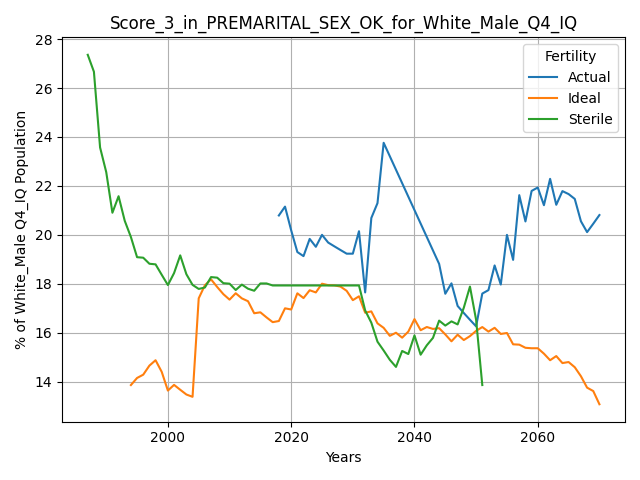 Score_3_in_PREMARITAL_SEX_OK_for_White_Male_Q4_IQ
Fertility
Actual
Ideal
Sterile
% of White_Male Q4_IQ Population
28
26
24
22
20
18
16
14
2000
2020
2040
2060
Years